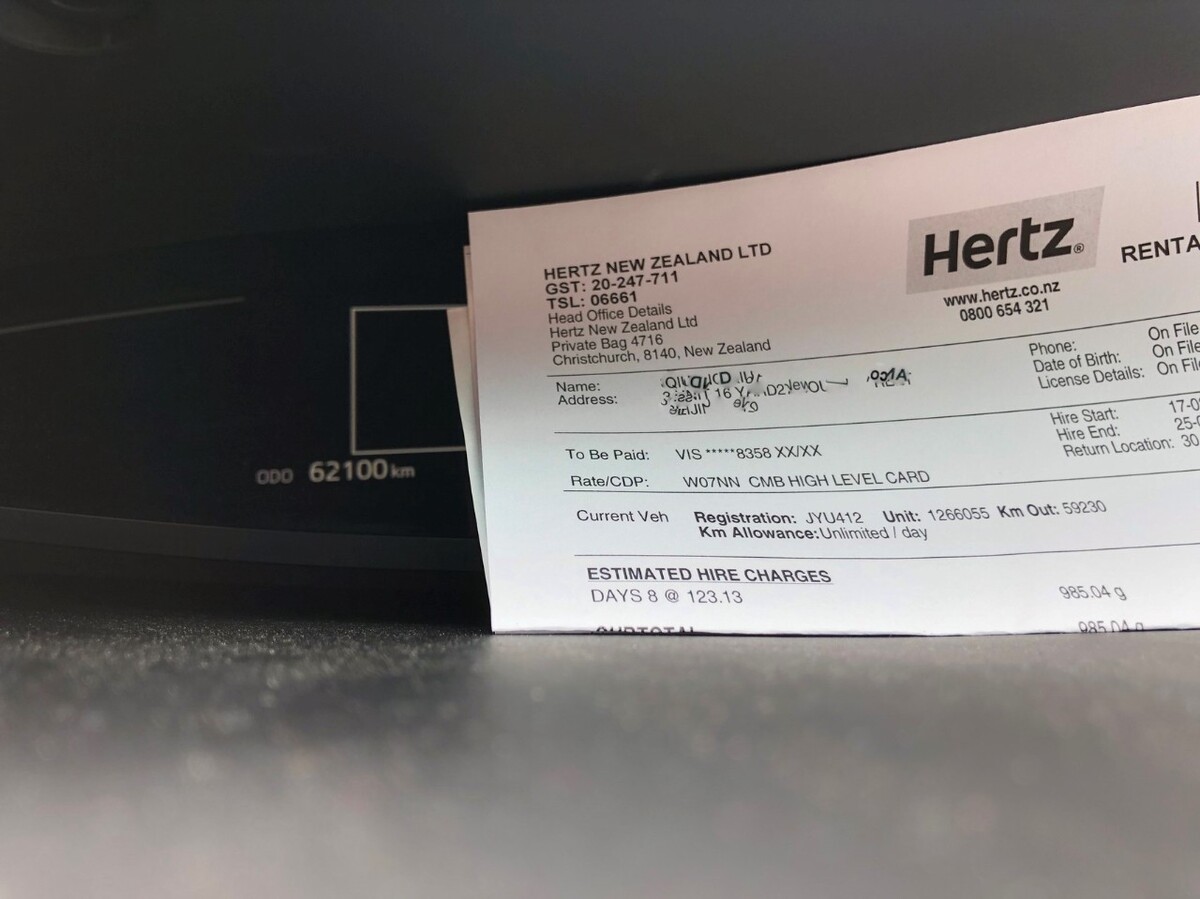 ODO 62100 km
HERTZ NEW ZEALAND LTD
GST: 20-247-711
TSL: 06661
Head Office Details
Hertz New Zealand Ltd
Private Bag 4716
Christchurch, 8140, New Zealand
Hertz®
www.hertz.co.nz
0800 654 321
RENTA
Name:
Address:
Phone: On File
Date of Birth: On File
License Details: On File
To Be Paid: VIS *****8358 XX/XX
Hire Start: 17-0
Hire End: 25-
Return Location: 30
Rate/CDP: W07NN CMB HIGH LEVEL CARD
Current Veh Registration: JYU412 Unit: 1266055 Km Out: 59230
Km Allowance:Unlimited / day
ESTIMATED HIRE CHARGES
DAYS 8 @ 123.13 985.04 g
SUBTOTAL 985.04 g